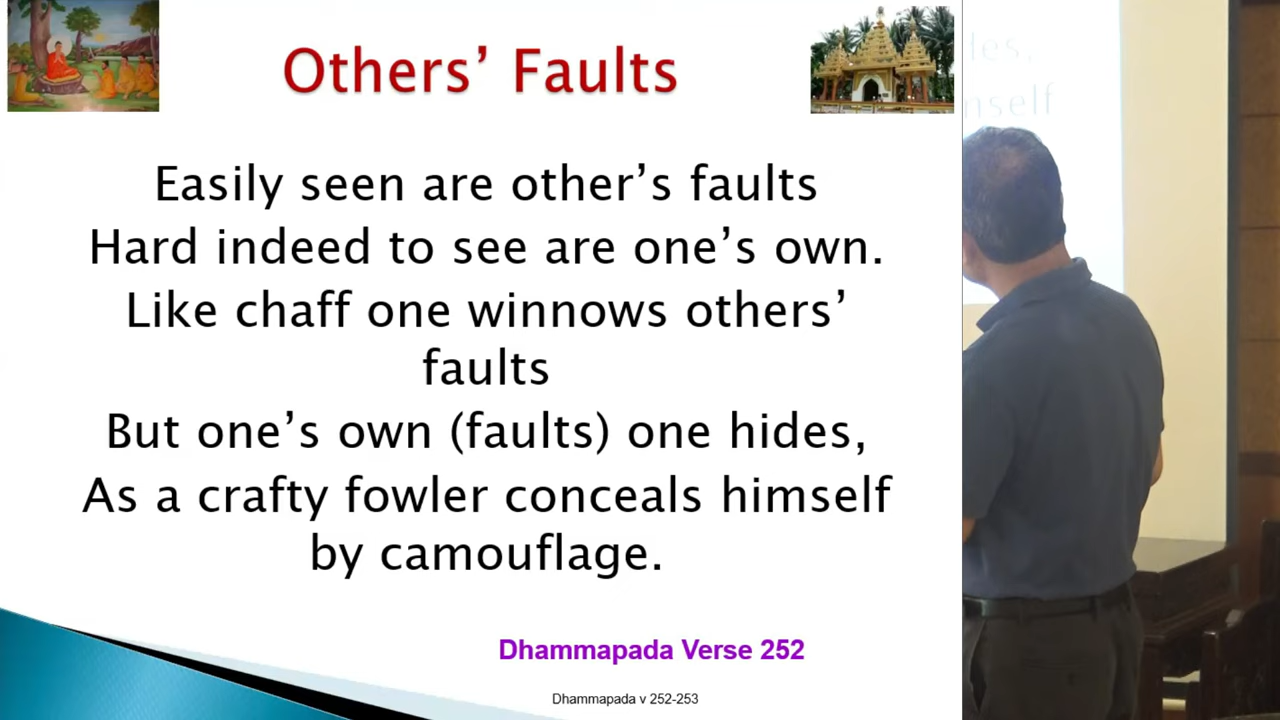 Others’ Faults
Easily seen are other’s faults
Hard indeed to see are one’s own.
Like chaff one winnows others’
faults
But one’s own (faults) one hides,
As a crafty fowler conceals himself
by camouflage.
Dhammapada Verse 252
Dhammapada v 252-253
des,
nself